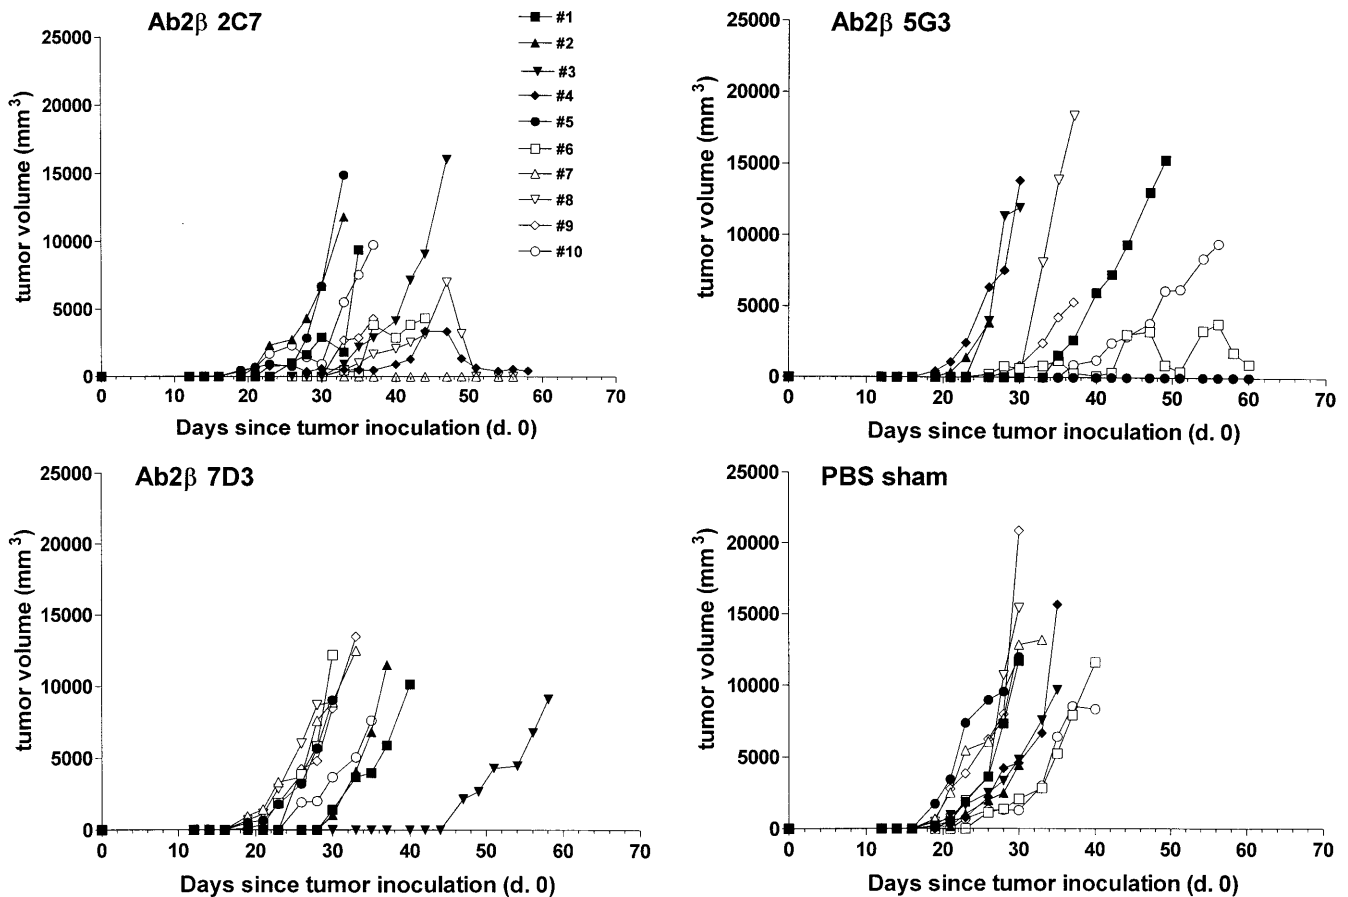 Ab2β 2C7
25000
20000
15000
10000
5000
0
tumor volume (mm³)
0 10 20 30 40 50 60 70
Days since tumor inoculation (d. 0)
#1
#2
#3
#4
#5
#6
#7
#8
#9
#10
Ab2β 5G3
25000
20000
15000
10000
5000
0
tumor volume (mm³)
0 10 20 30 40 50 60 70
Days since tumor inoculation (d. 0)
Ab2β 7D3
25000
20000
15000
10000
5000
0
tumor volume (mm³)
0 10 20 30 40 50 60 70
Days since tumor inoculation (d. 0)
PBS sham
25000
20000
15000
10000
5000
0
tumor volume (mm³)
0 10 20 30 40 50 60 70
Days since tumor inoculation (d. 0)